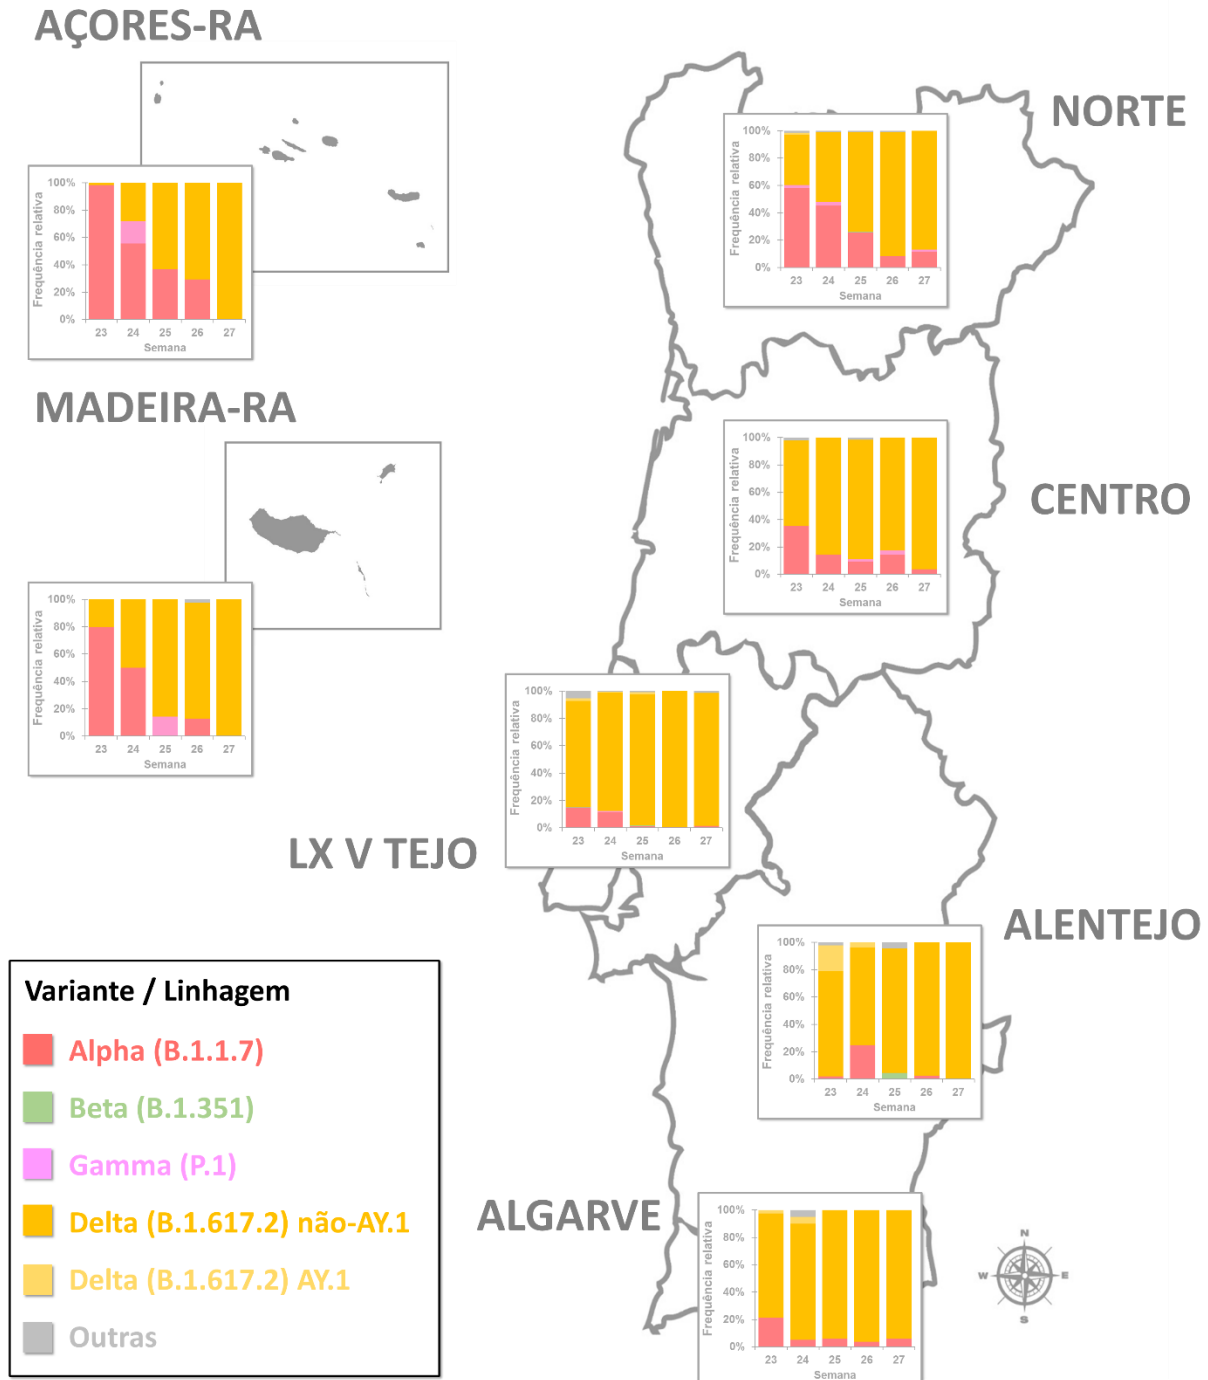 AÇORES-RA
Frequência relativa
100%
80%
60%
40%
20%
0%
23 24 25 26 27
Semana
NORTE
Frequência relativa
100%
80%
60%
40%
20%
0%
23 24 25 26 27
Semana
MADEIRA-RA
Frequência relativa
100%
80%
60%
40%
20%
0%
23 24 25 26 27
Semana
CENTRO
Frequência relativa
100%
80%
60%
40%
20%
0%
23 24 25 26 27
Semana
LX V TEJO
Frequência relativa
100%
80%
60%
40%
20%
0%
23 24 25 26 27
Semana
ALENTEJO
Frequência relativa
100%
80%
60%
40%
20%
0%
23 24 25 26 27
Semana
ALGARVE
Frequência relativa
100%
80%
60%
40%
20%
0%
23 24 25 26 27
Semana
Variante / Linhagem
Alpha (B.1.1.7)
Beta (B.1.351)
Gamma (P.1)
Delta (B.1.617.2) não-AY.1
Delta (B.1.617.2) AY.1
Outras
N
W E
S